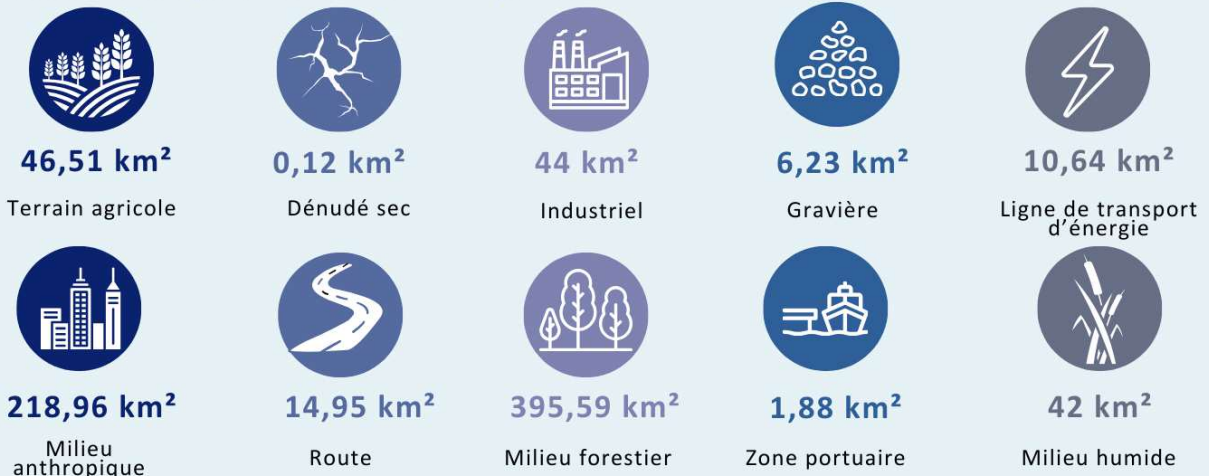 46,51 km²
0,12 km²
44 km²
6,23 km²
10,64 km²
Terrain agricole
Dénudé sec
Industriel
Gravière
Ligne de transport
d’énergie
218,96 km²
14,95 km²
395,59 km²
1,88 km²
42 km²
Milieu
anthropique
Route
Milieu forestier
Zone portuaire
Milieu humide